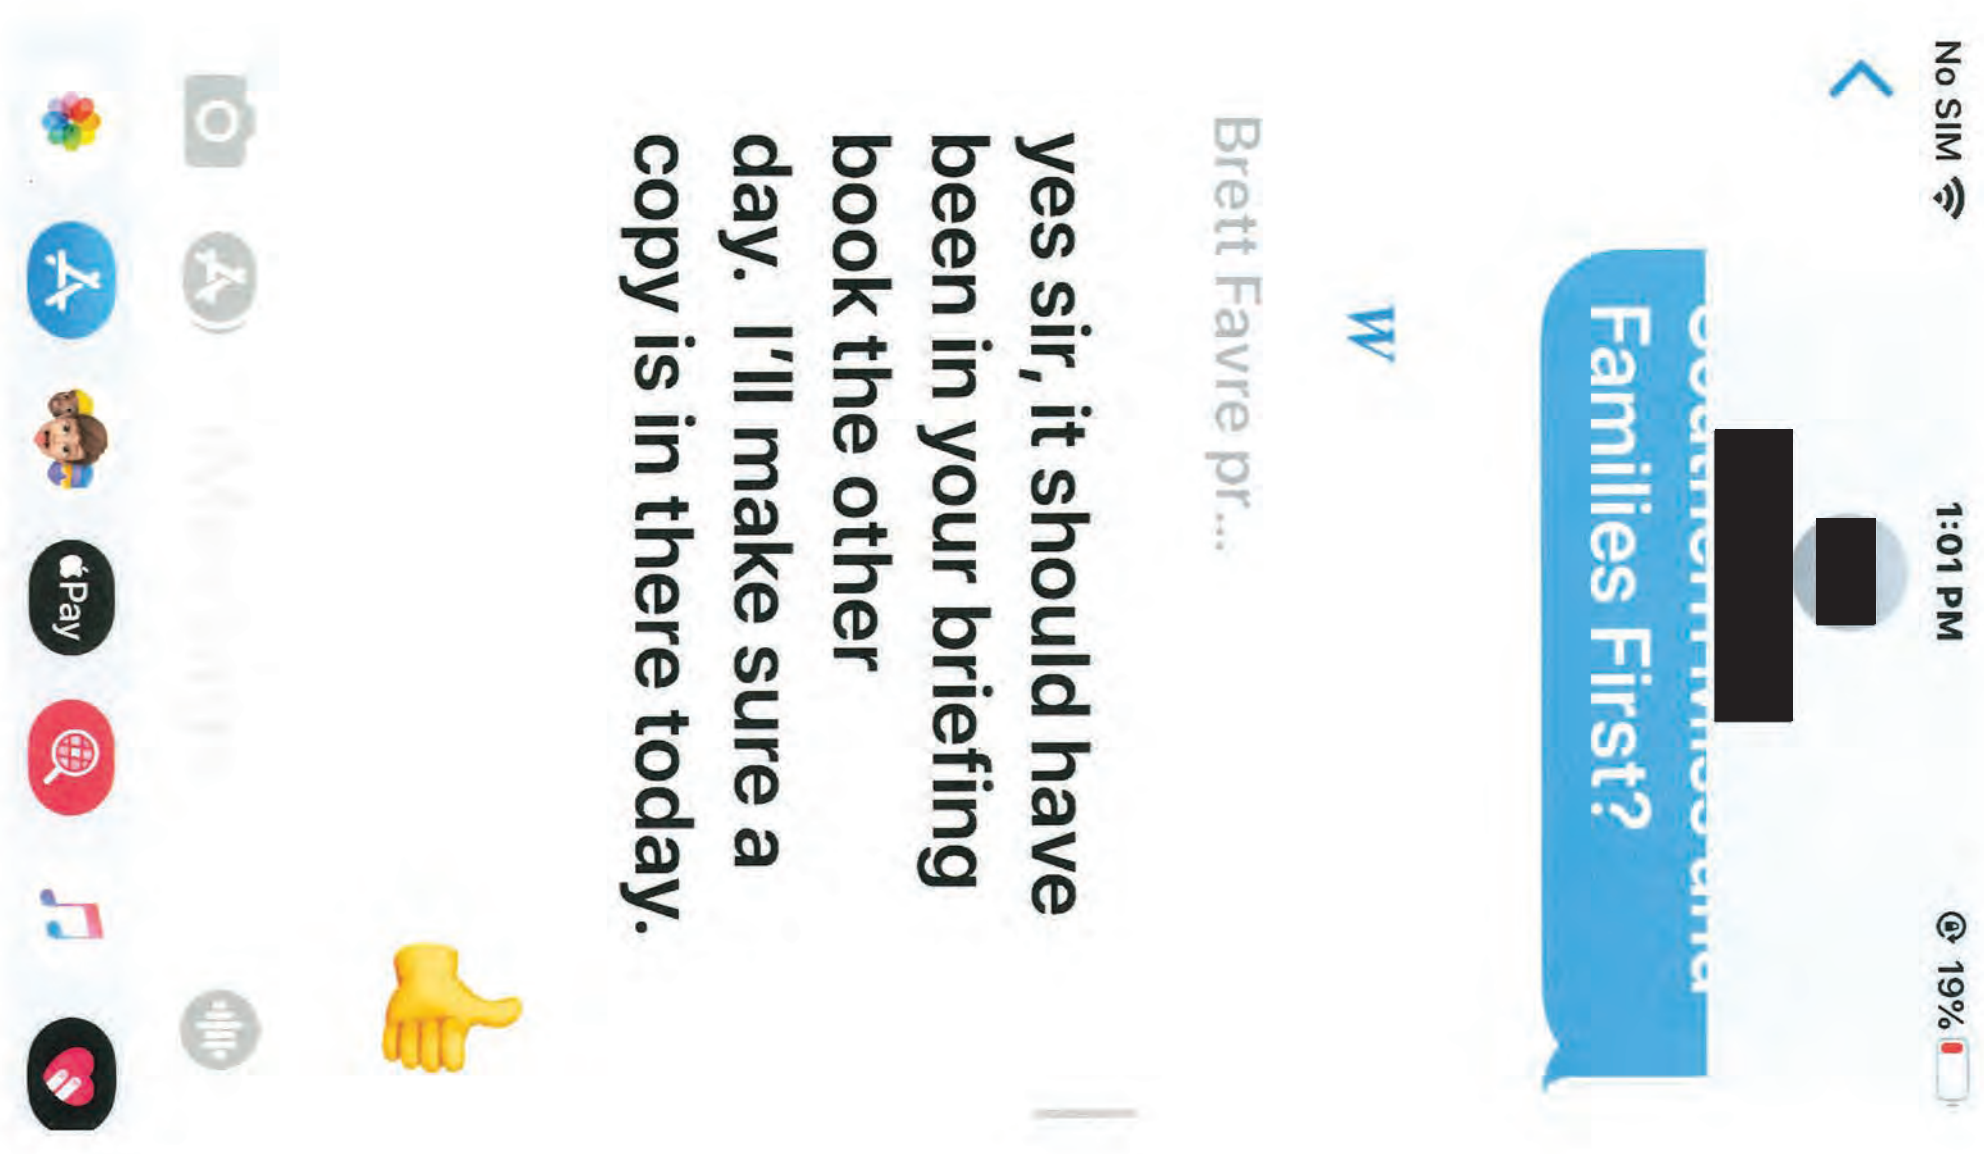 No SIM 1:01 PM 19%
Families First?
W
Brett Favre pr...
yes sir, it should have
been in your briefing
book the other
day. I'll make sure a
copy is in there today.
👍
Pay